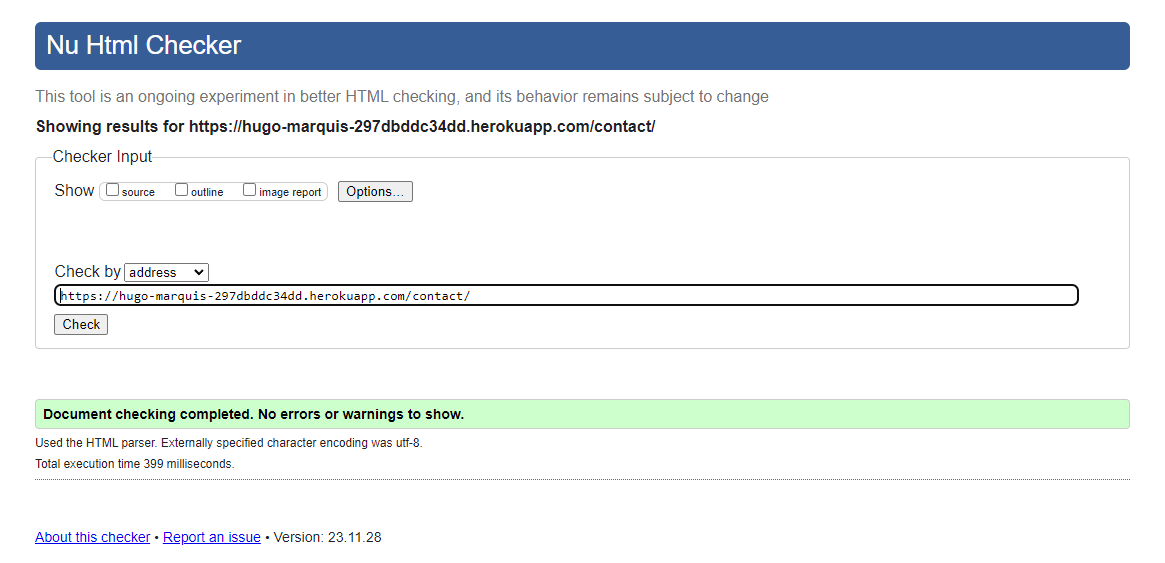 Nu Html Checker
This tool is an ongoing experiment in better HTML checking, and its behavior remains subject to change
Showing results for https://hugo-marquis-297dbddc34dd.herokuapp.com/contact/
Checker Input
Show source outline image report Options...
Check by address
https://hugo-marquis-297dbddc34dd.herokuapp.com/contact/
Check
Document checking completed. No errors or warnings to show.
Used the HTML parser. Externally specified character encoding was utf-8.
Total execution time 399 milliseconds.
About this checker • Report an issue • Version: 23.11.28